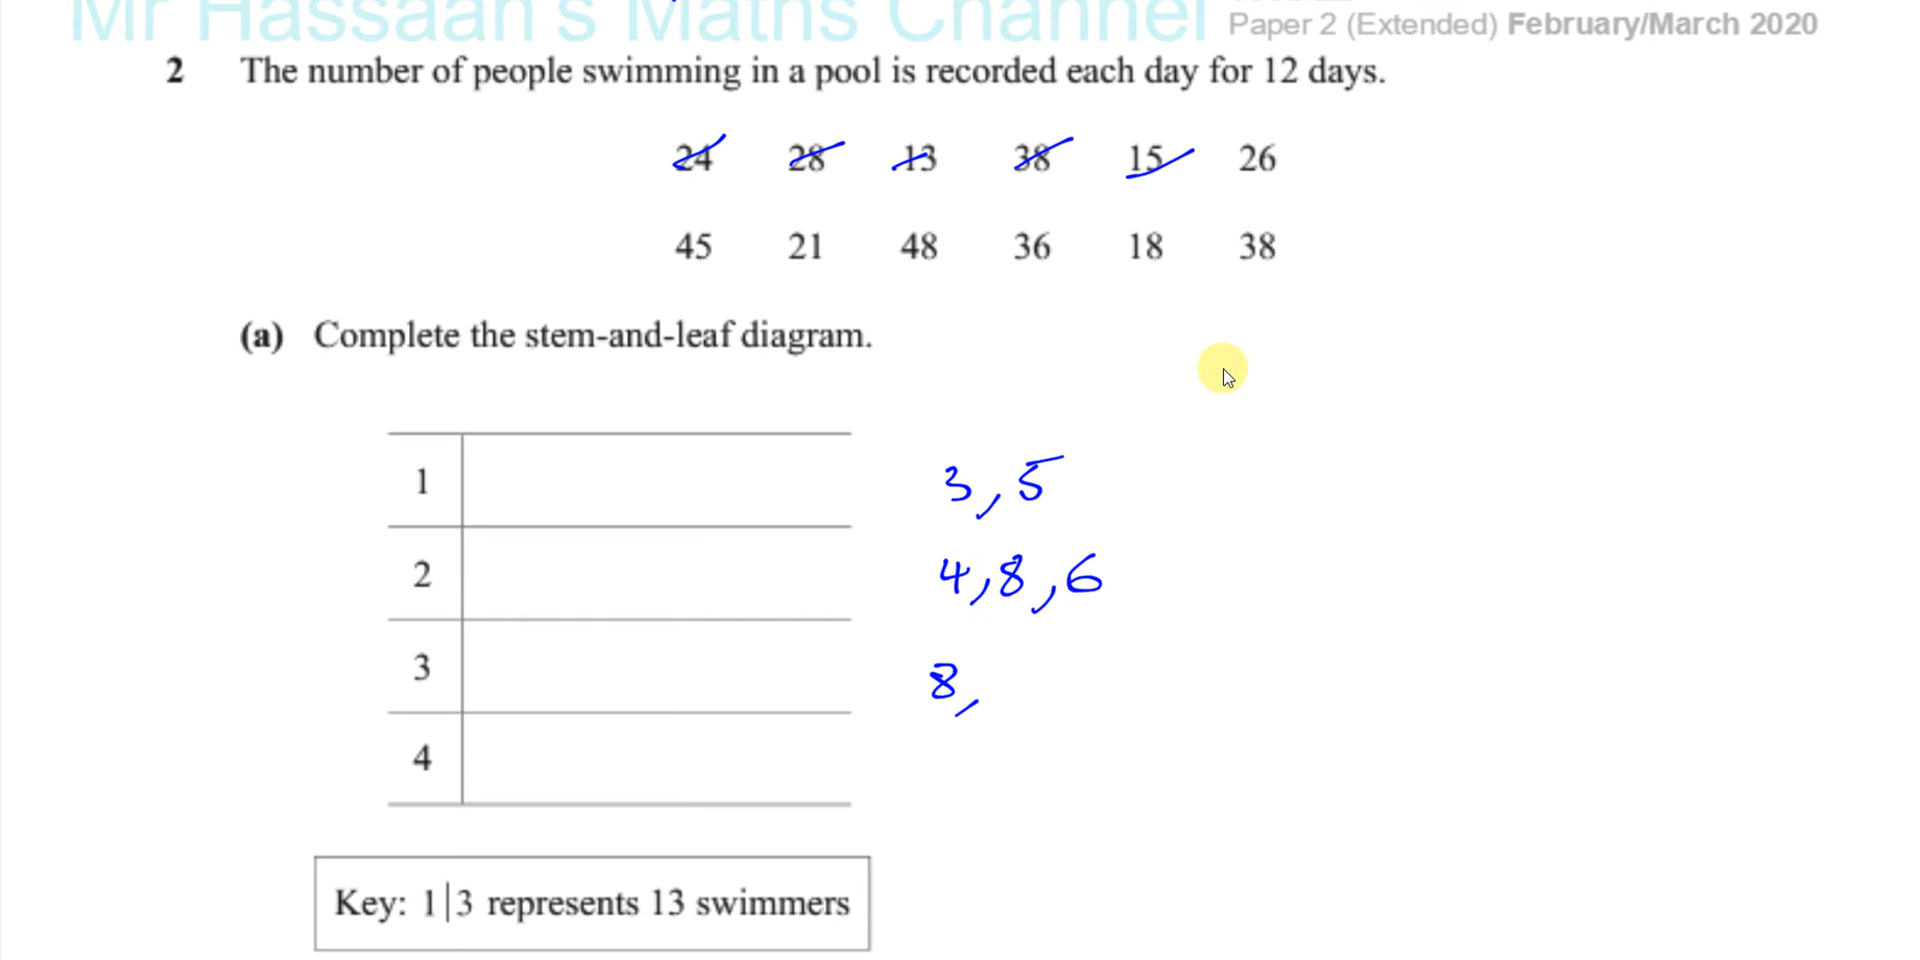 Mr Hassaan's Maths Channel
Paper 2 (Extended) February/March 2020
2 The number of people swimming in a pool is recorded each day for 12 days.
24 28 13 38 15 26
45 21 48 36 18 38
(a) Complete the stem-and-leaf diagram.
1 3, 5
2 4, 8, 6
3 8,
4
Key: 1|3 represents 13 swimmers